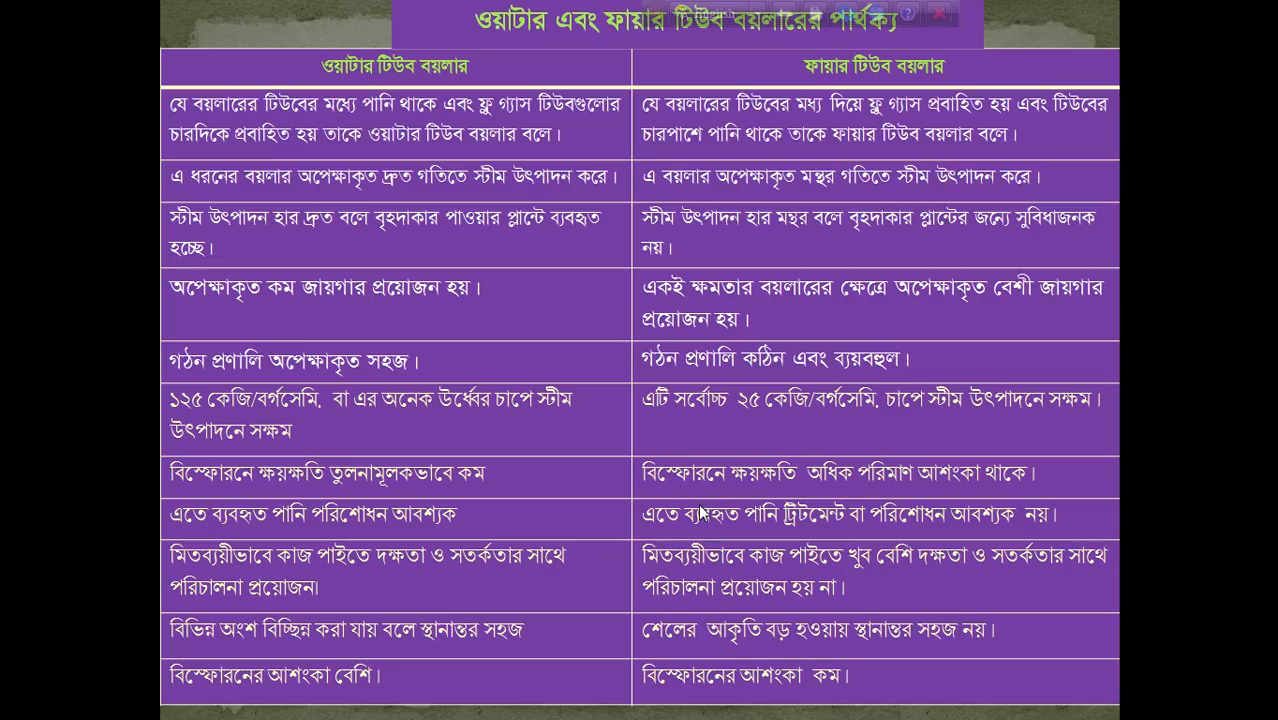 ওয়াটার এবং ফায়ার টিউব বয়লারের পার্থক্য
ওয়াটার টিউব বয়লার
ফায়ার টিউব বয়লার
যে বয়লারের টিউবের মধ্যে পানি থাকে এবং ফ্লু গ্যাস টিউবগুলোর
চারদিকে প্রবাহিত হয় তাকে ওয়াটার টিউব বয়লার বলে।
যে বয়লারের টিউবের মধ্য দিয়ে ফ্লু গ্যাস প্রবাহিত হয় এবং টিউবের
চারপাশে পানি থাকে তাকে ফায়ার টিউব বয়লার বলে।
এ ধরনের বয়লার অপেক্ষাকৃত দ্রুত গতিতে স্টীম উৎপাদন করে।
এ বয়লার অপেক্ষাকৃত মন্থর গতিতে স্টীম উৎপাদন করে।
স্টীম উৎপাদন হার দ্রুত বলে বৃহদাকার পাওয়ার প্লান্টে ব্যবহৃত
হচ্ছে।
স্টীম উৎপাদন হার মন্থর বলে বৃহদাকার প্লান্টের জন্যে সুবিধাজনক
নয়।
অপেক্ষাকৃত কম জায়গার প্রয়োজন হয়।
একই ক্ষমতার বয়লারের ক্ষেত্রে অপেক্ষাকৃত বেশী জায়গার
প্রয়োজন হয়।
গঠন প্রণালি অপেক্ষাকৃত সহজ।
গঠন প্রণালি কঠিন এবং ব্যয়বহুল।
১২৫ কেজি/বর্গসেমি. বা এর অনেক উর্ধ্বের চাপে স্টীম
উৎপাদনে সক্ষম
এটি সর্বোচ্চ ২৫ কেজি/বর্গসেমি. চাপে স্টীম উৎপাদনে সক্ষম।
বিস্ফোরনে ক্ষয়ক্ষতি তুলনামূলকভাবে কম
বিস্ফোরনে ক্ষয়ক্ষতি অধিক পরিমাণ আশংকা থাকে।
এতে ব্যবহৃত পানি পরিশোধন আবশ্যক
এতে ব্যবহৃত পানি ট্রিটমেন্ট বা পরিশোধন আবশ্যক নয়।
মিতব্যয়ীভাবে কাজ পাইতে দক্ষতা ও সতর্কতার সাথে
পরিচালনা প্রয়োজন।
মিতব্যয়ীভাবে কাজ পাইতে খুব বেশি দক্ষতা ও সতর্কতার সাথে
পরিচালনা প্রয়োজন হয় না।
বিভিন্ন অংশ বিচ্ছিন্ন করা যায় বলে স্থানান্তর সহজ
শেলের আকৃতি বড় হওয়ায় স্থানান্তর সহজ নয়।
বিস্ফোরনের আশংকা বেশি।
বিস্ফোরনের আশংকা কম।